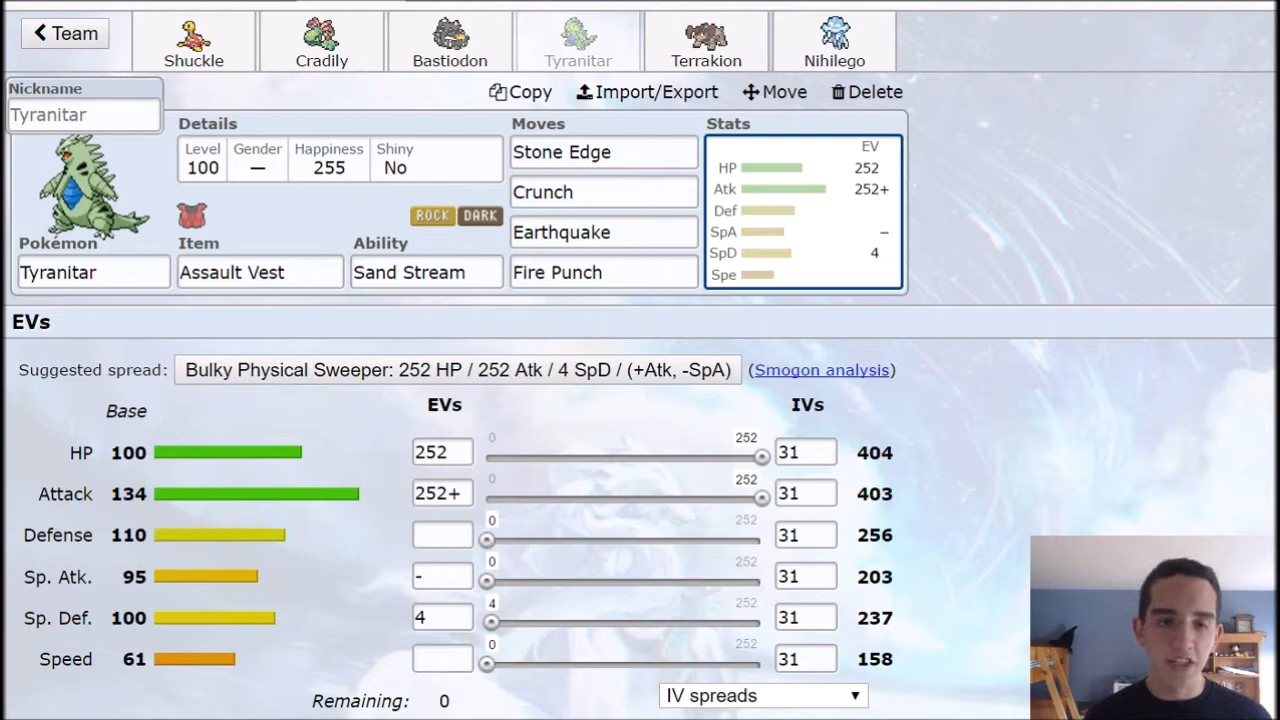 Team
Shuckle
Cradily
Bastiodon
Tyranitar
Terrakion
Nihilego
Nickname
Tyranitar
Copy
Import/Export
Move
Delete
Details
Moves
Stats
Level
Gender
Happiness
Shiny
100
—
255
No
Stone Edge
Crunch
Earthquake
Fire Punch
EV
HP 252
Atk 252+
Def
SpA –
SpD 4
Spe
ROCK DARK
Pokémon
Item
Ability
Tyranitar
Assault Vest
Sand Stream
EVs
Suggested spread: Bulky Physical Sweeper: 252 HP / 252 Atk / 4 SpD / (+Atk, -SpA) (Smogon analysis)
Base EVs IVs
HP 100 252 0 252 31 404
Attack 134 252+ 0 252 31 403
Defense 110 0 252 31 256
Sp. Atk. 95 - 0 252 31 203
Sp. Def. 100 4 4 252 31 237
Speed 61 0 252 31 158
Remaining: 0
IV spreads